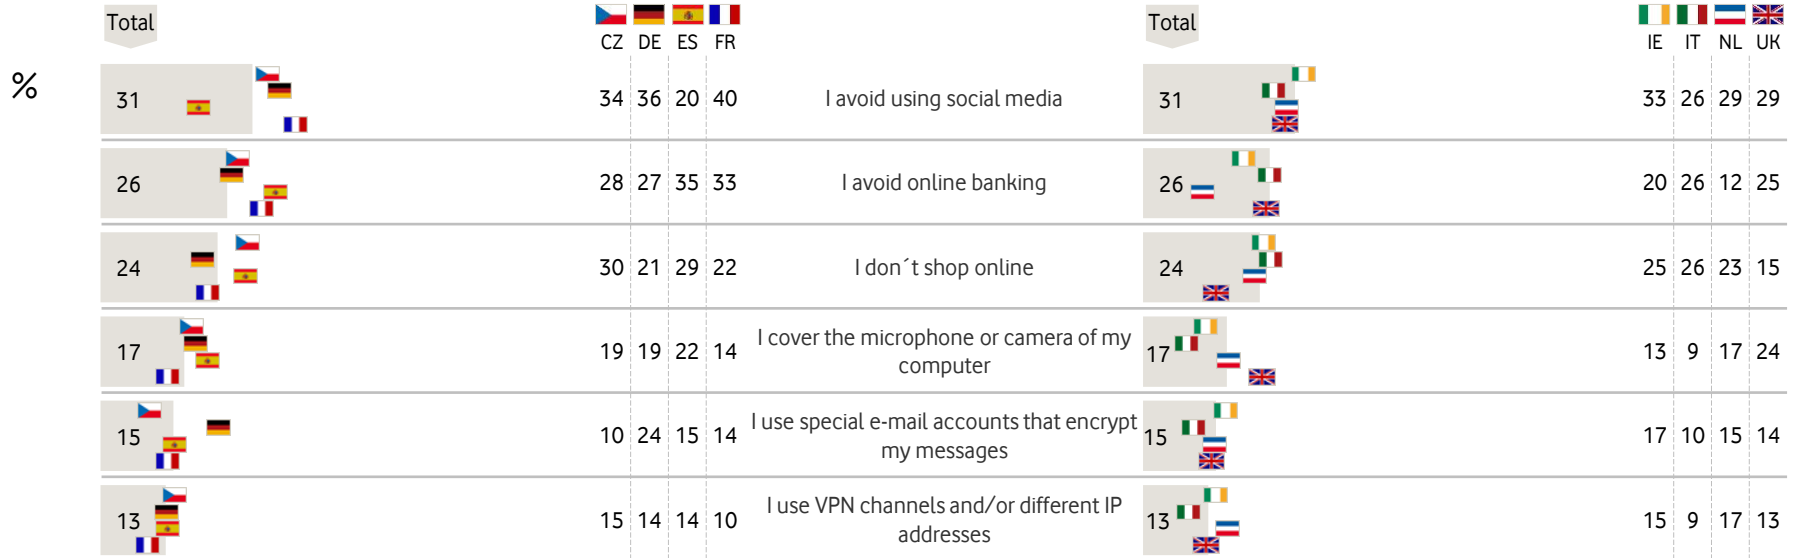 Total
Total
CZ DE ES FR
IE IT NL UK
%
31
34 36 20 40
I avoid using social media
31
33 26 29 29
26
28 27 35 33
I avoid online banking
26
20 26 12 25
24
30 21 29 22
I don´t shop online
24
25 26 23 15
17
19 19 22 14
I cover the microphone or camera of my
computer
17
13 9 17 24
15
10 24 15 14
I use special e-mail accounts that encrypt
my messages
15
17 10 15 14
13
15 14 14 10
I use VPN channels and/or different IP
addresses
13
15 9 17 13